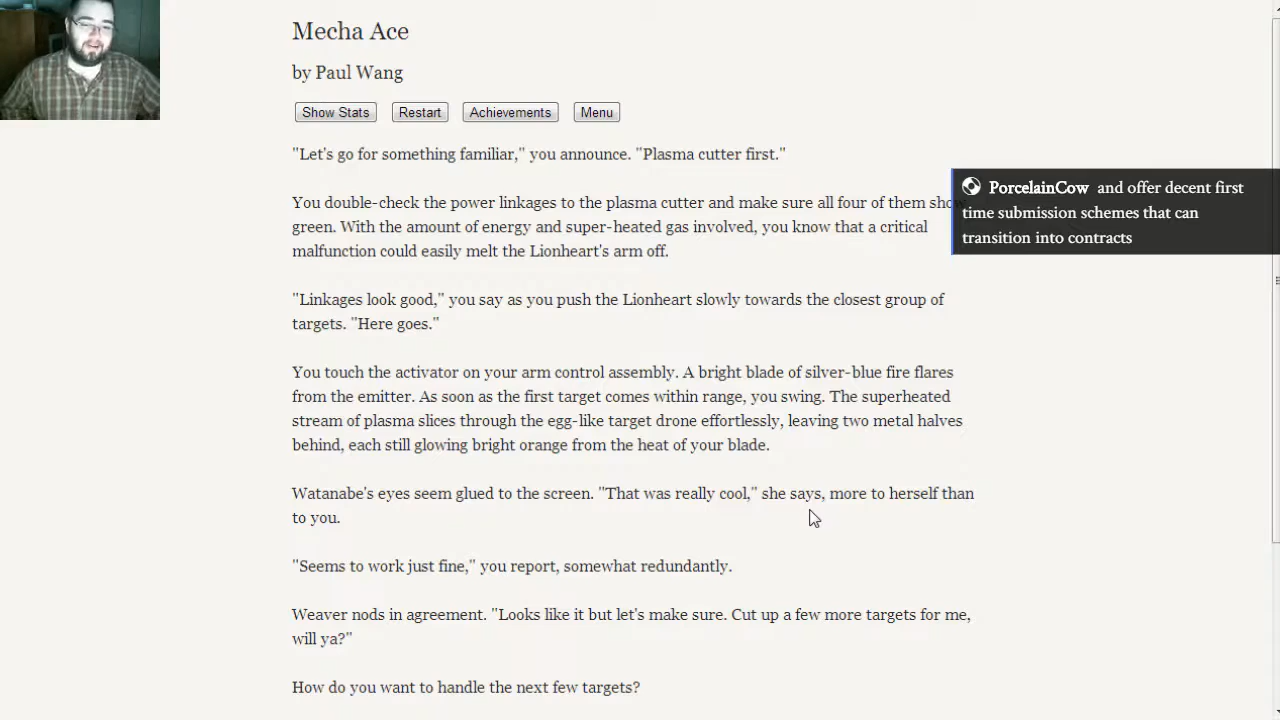 Mecha Ace
by Paul Wang
Show Stats Restart Achievements Menu
"Let's go for something familiar," you announce. "Plasma cutter first."
You double-check the power linkages to the plasma cutter and make sure all four of them show
green. With the amount of energy and super-heated gas involved, you know that a critical
malfunction could easily melt the Lionheart's arm off.
"Linkages look good," you say as you push the Lionheart slowly towards the closest group of
targets. "Here goes."
You touch the activator on your arm control assembly. A bright blade of silver-blue fire flares
from the emitter. As soon as the first target comes within range, you swing. The superheated
stream of plasma slices through the egg-like target drone effortlessly, leaving two metal halves
behind, each still glowing bright orange from the heat of your blade.
Watanabe's eyes seem glued to the screen. "That was really cool," she says, more to herself than
to you.
"Seems to work just fine," you report, somewhat redundantly.
Weaver nods in agreement. "Looks like it but let's make sure. Cut up a few more targets for me,
will ya?"
How do you want to handle the next few targets?
PorcelainCow and offer decent first
time submission schemes that can
transition into contracts